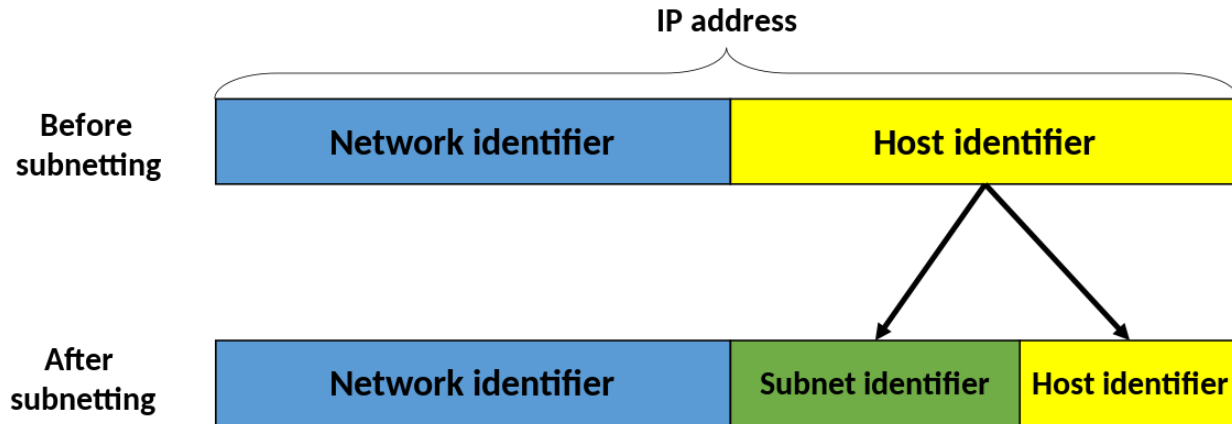 IP address
Before
subnetting
Network identifier
Host identifier
After
subnetting
Network identifier
Subnet identifier
Host identifier